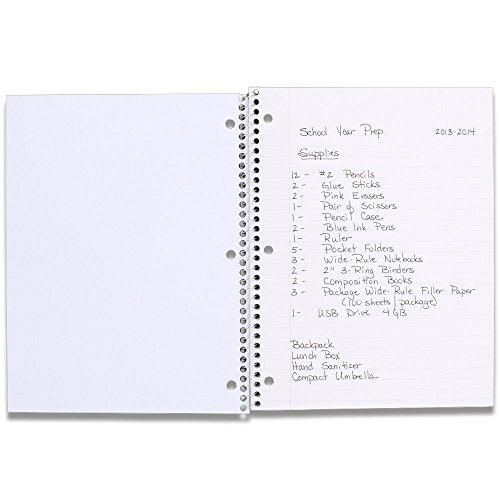 School Year Prep. 2013-2014
Supplies
12 - #2 Pencils
2 - Glue Sticks
2 - Pink Erasers
1 - Pair of Scissors
1 - Pencil Case
2 - Blue Ink Pens
1 - Ruler
5 - Pocket Folders
3 - Wide-Rule Notebooks
2 - 2" 3-Ring Binders
2 - Composition Books
3 - Package Wide-Rule Filler Paper
(100 sheets/package)
1 - USB Drive 4GB
Backpack
Lunch Box
Hand Sanitizer
Compact Umbrella